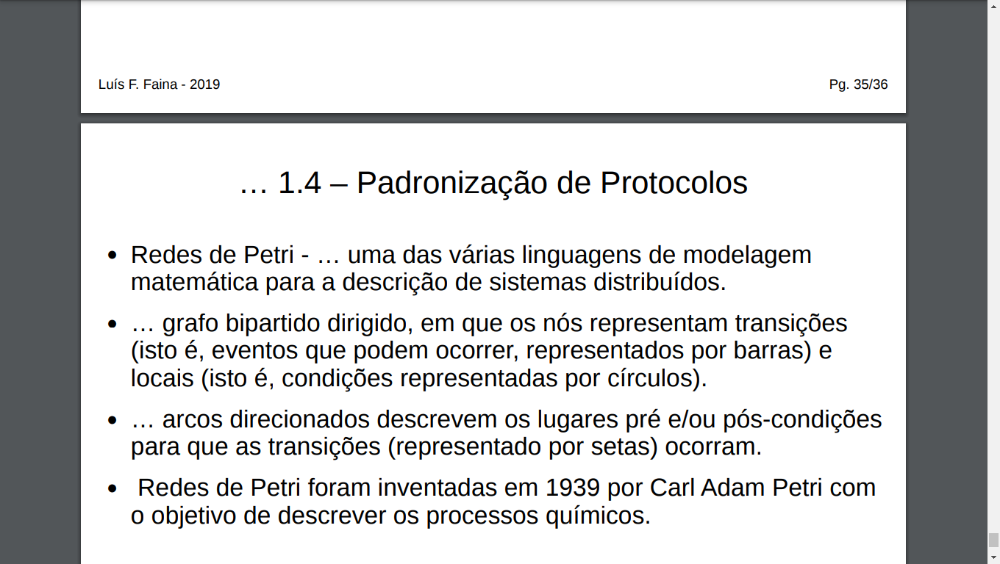 Luís F. Faina - 2019
Pg. 35/36
… 1.4 – Padronização de Protocolos
• Redes de Petri - … uma das várias linguagens de modelagem
matemática para a descrição de sistemas distribuídos.
• … grafo bipartido dirigido, em que os nós representam transições
(isto é, eventos que podem ocorrer, representados por barras) e
locais (isto é, condições representadas por círculos).
• … arcos direcionados descrevem os lugares pré e/ou pós-condições
para que as transições (representado por setas) ocorram.
• Redes de Petri foram inventadas em 1939 por Carl Adam Petri com
o objetivo de descrever os processos químicos.